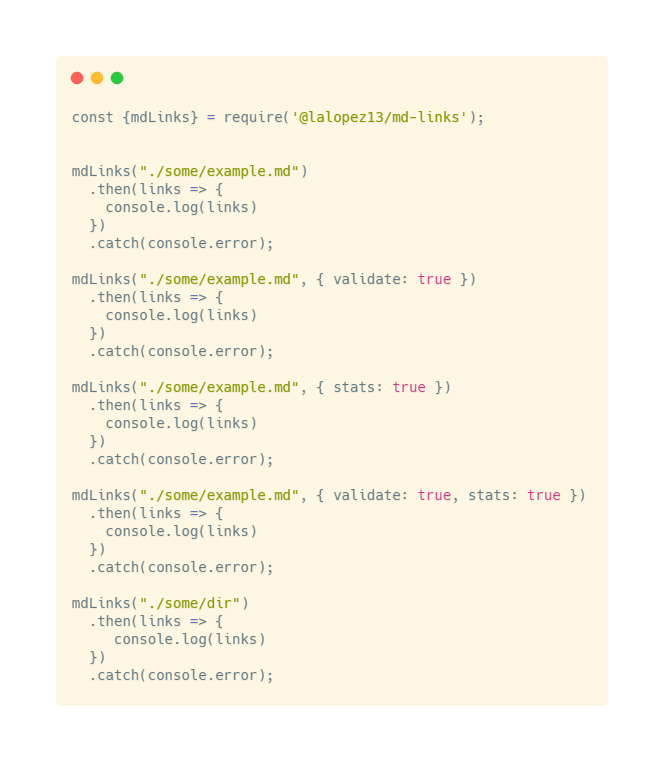 const {mdLinks} = require('@lalopez13/md-links');
mdLinks("./some/example.md")
  .then(links => {
    console.log(links)
  })
  .catch(console.error);
mdLinks("./some/example.md", { validate: true })
  .then(links => {
    console.log(links)
  })
  .catch(console.error);
mdLinks("./some/example.md", { stats: true })
  .then(links => {
    console.log(links)
  })
  .catch(console.error);
mdLinks("./some/example.md", { validate: true, stats: true })
  .then(links => {
    console.log(links)
  })
  .catch(console.error);
mdLinks("./some/dir")
  .then(links => {
     console.log(links)
  })
  .catch(console.error);